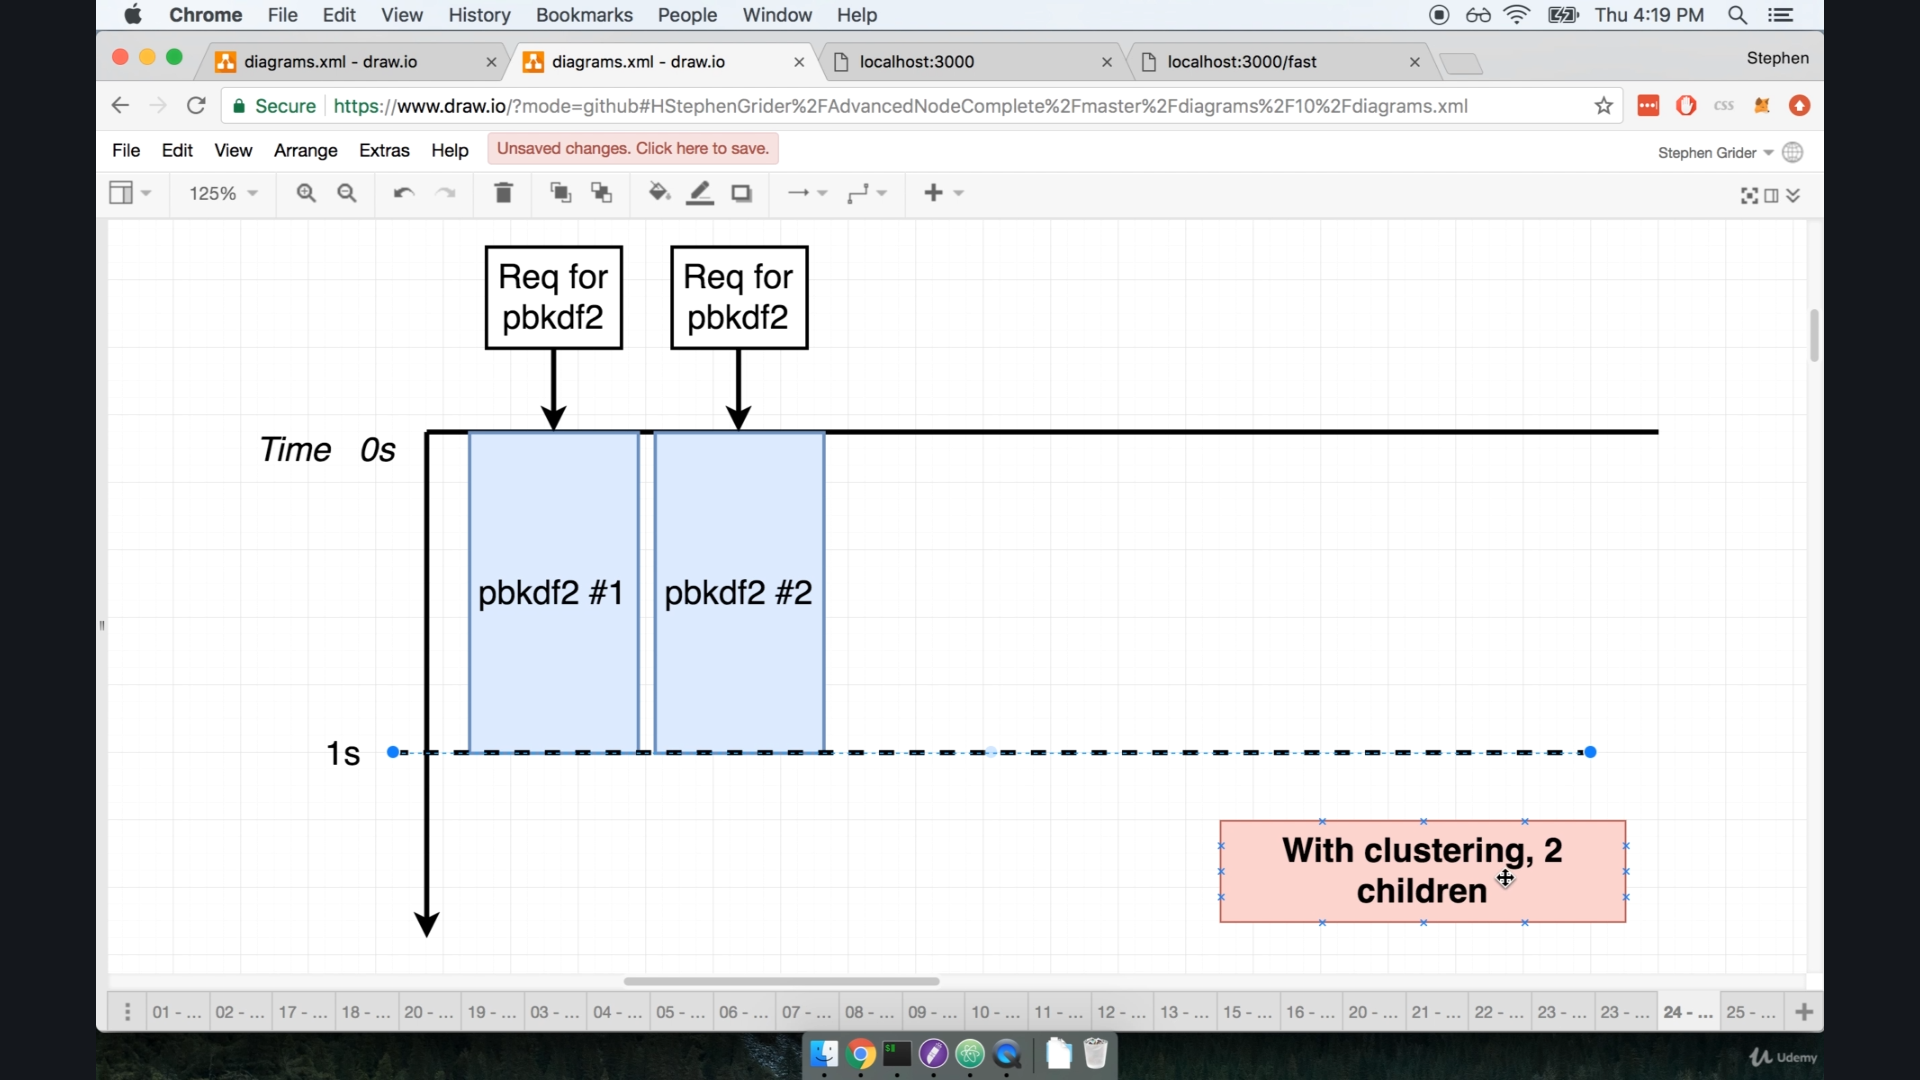 Chrome File Edit View History Bookmarks People Window Help Thu 4:19 PM
diagrams.xml - draw.io diagrams.xml - draw.io localhost:3000 localhost:3000/fast Stephen
Secure https://www.draw.io/?mode=github#HStephenGrider%2FAdvancedNodeComplete%2Fmaster%2Fdiagrams%2F10%2Fdiagrams.xml css
File Edit View Arrange Extras Help Unsaved changes. Click here to save. Stephen Grider
125%
Req for
pbkdf2
Req for
pbkdf2
Time 0s
pbkdf2 #1 pbkdf2 #2
1s
With clustering, 2
children
01 - ... 02 - ... 17 - ... 18 - ... 20 - ... 19 - ... 03 - ... 04 - ... 05 - ... 06 - ... 07 - ... 08 - ... 09 - ... 10 - ... 11 - ... 12 - ... 13 - ... 15 - ... 16 - ... 20 - ... 21 - ... 22 - ... 23 - ... 23 - ... 24 - ... 25 - ...
Udemy